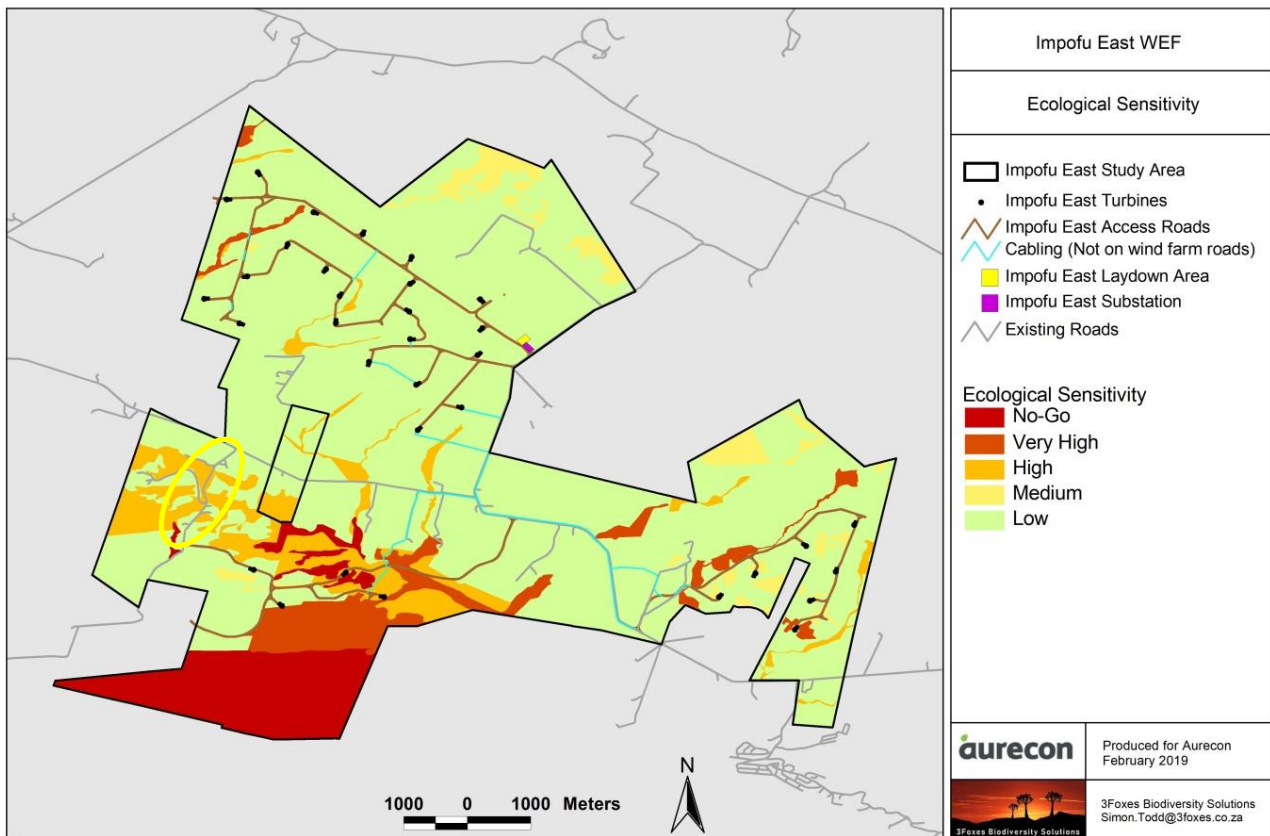 Impofu East WEF
Ecological Sensitivity
Impofu East Study Area
Impofu East Turbines
Impofu East Access Roads
Cabling (Not on wind farm roads)
Impofu East Laydown Area
Impofu East Substation
Existing Roads
Ecological Sensitivity
No-Go
Very High
High
Medium
Low
N
1000 0 1000 Meters
aurecon
Produced for Aurecon
February 2019
3Foxes Biodiversity Solutions
3Foxes Biodiversity Solutions
Simon.Todd@3foxes.co.za